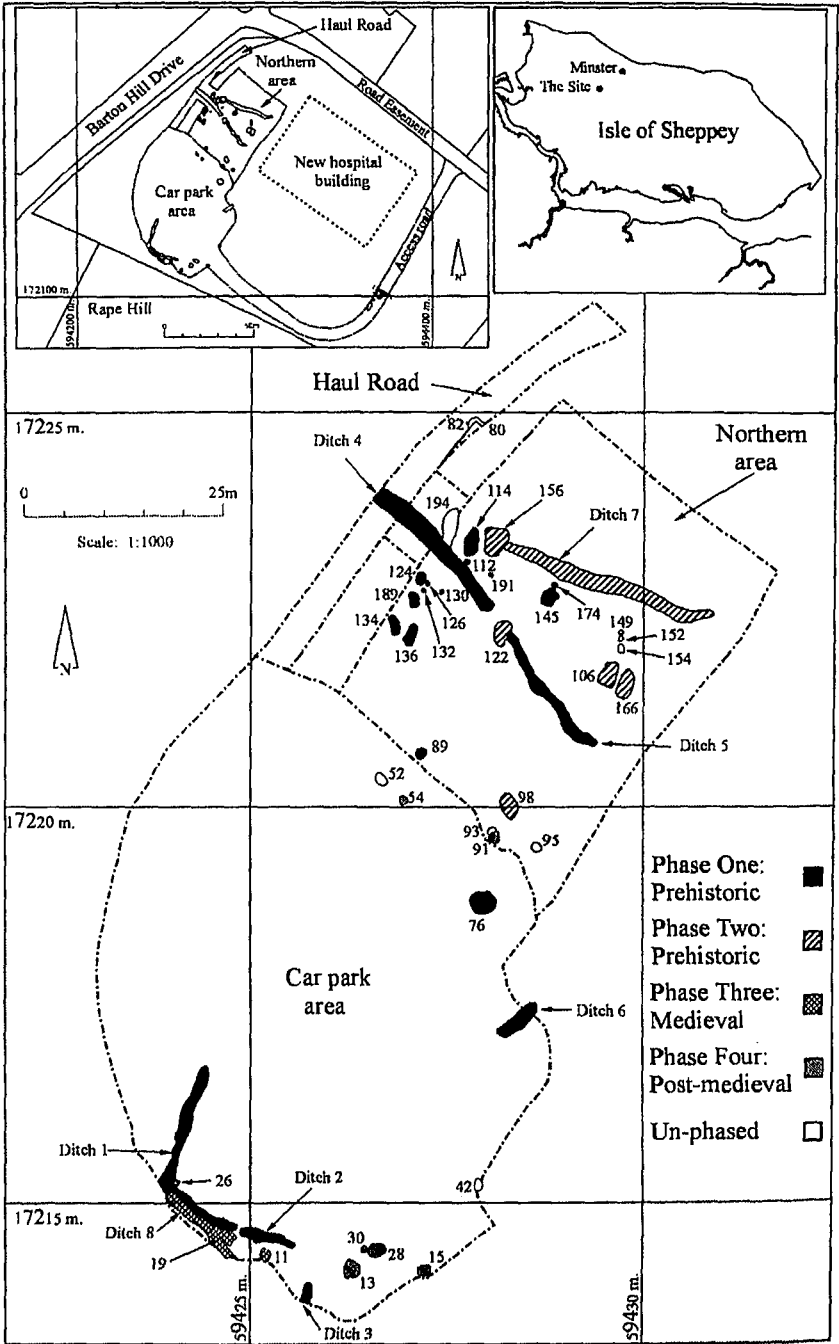 Haul Road
Northern
area
Barton Hill Drive
Road Easement
New hospital
building
Car park
area
Access road
N
172100 m.
Rape Hill
0
594200 m.
594400 m.
Minster
The Site
Isle of Sheppey
Haul Road
17225 m.
82
80
Ditch 4
Northern
area
0
25m
Scale: 1:1000
194
114
156
Ditch 7
112
191
124
130
189
126
174
145
149
8
152
0
154
134
136
132
122
106
166
N
Ditch 5
89
52
54
98
17220 m.
93
91
95
76
Phase One:
Prehistoric
Phase Two:
Prehistoric
Phase Three:
Medieval
Phase Four:
Post-medieval
Un-phased
Car park
area
Ditch 6
Ditch 1
26
Ditch 2
42
17215 m.
Ditch 8
19
11
30
28
13
15
Ditch 3
59425 m.
59430 m.